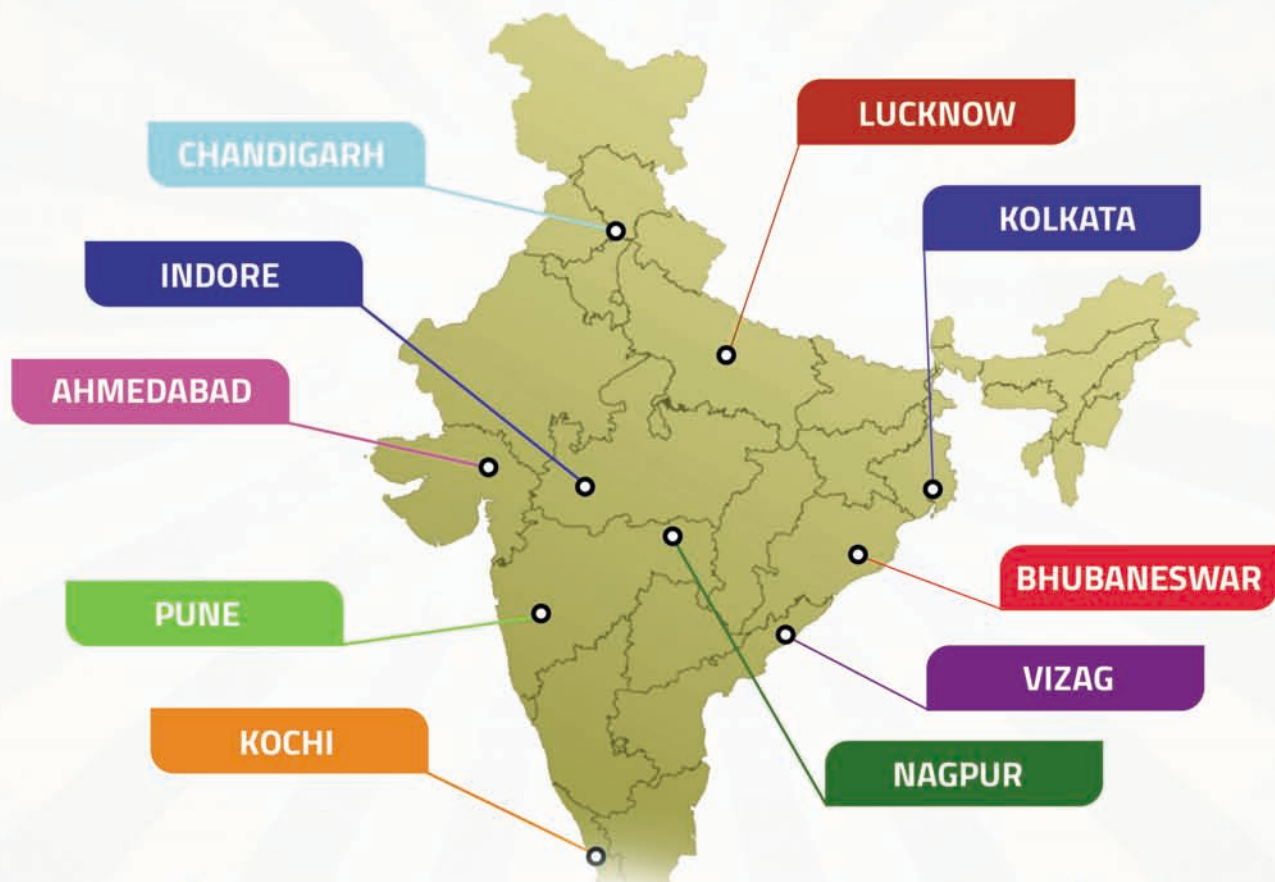 LUCKNOW
CHANDIGARH
KOLKATA
INDORE
AHMEDABAD
BHUBANESWAR
PUNE
VIZAG
KOCHI
NAGPUR